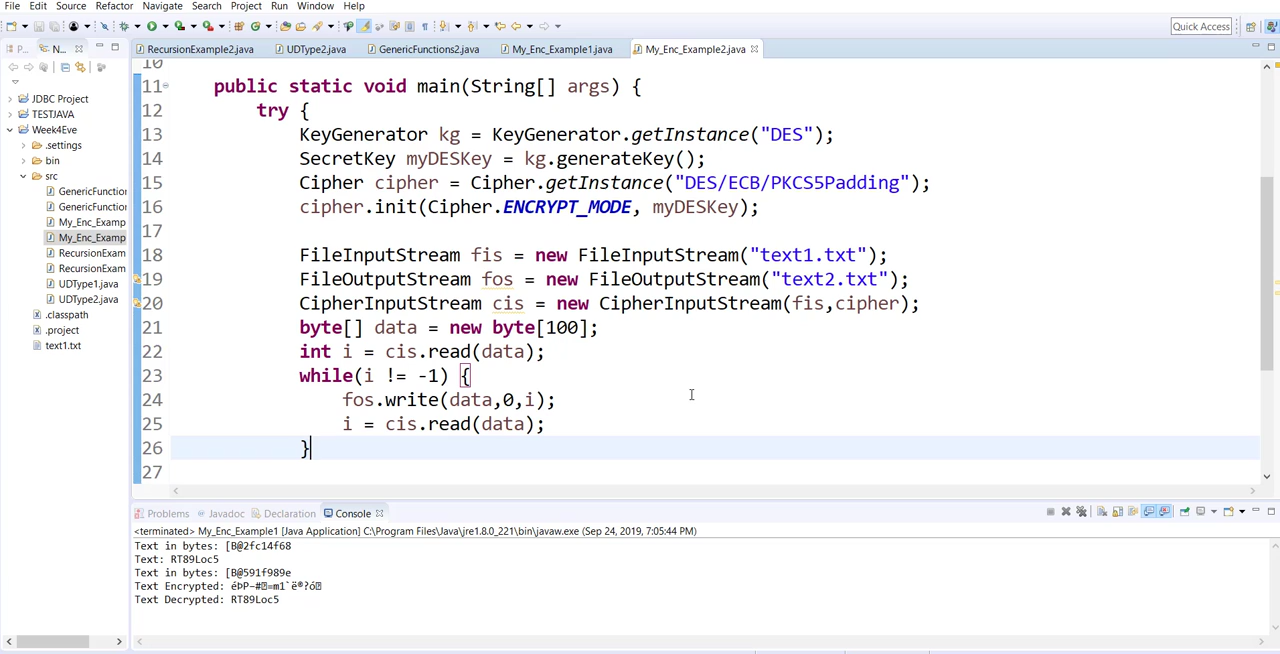 File Edit Source Refactor Navigate Search Project Run Window Help
Quick Access
P... N...
RecursionExample2.java UDType2.java GenericFunctions2.java My_Enc_Example1.java My_Enc_Example2.java
JDBC Project
TESTJAVA
Week4Eve
.settings
bin
src
GenericFunction
GenericFunction
My_Enc_Examp
My_Enc_Examp
RecursionExam
RecursionExam
UDType1.java
UDType2.java
.classpath
.project
text1.txt
10
11 public static void main(String[] args) {
12 try {
13 KeyGenerator kg = KeyGenerator.getInstance("DES");
14 SecretKey myDESKey = kg.generateKey();
15 Cipher cipher = Cipher.getInstance("DES/ECB/PKCS5Padding");
16 cipher.init(Cipher.ENCRYPT_MODE, myDESKey);
17
18 FileInputStream fis = new FileInputStream("text1.txt");
19 FileOutputStream fos = new FileOutputStream("text2.txt");
20 CipherInputStream cis = new CipherInputStream(fis,cipher);
21 byte[] data = new byte[100];
22 int i = cis.read(data);
23 while(i != -1) {
24 fos.write(data,0,i);
25 i = cis.read(data);
26 }
27
Problems Javadoc Declaration Console
<terminated> My_Enc_Example1 [Java Application] C:\Program Files\Java\jre1.8.0_221\bin\javaw.exe (Sep 24, 2019, 7:05:44 PM)
Text in bytes: [B@2fc14f68
Text: RT89Loc5
Text in bytes: [B@591f989e
Text Encrypted:
Text Decrypted: RT89Loc5